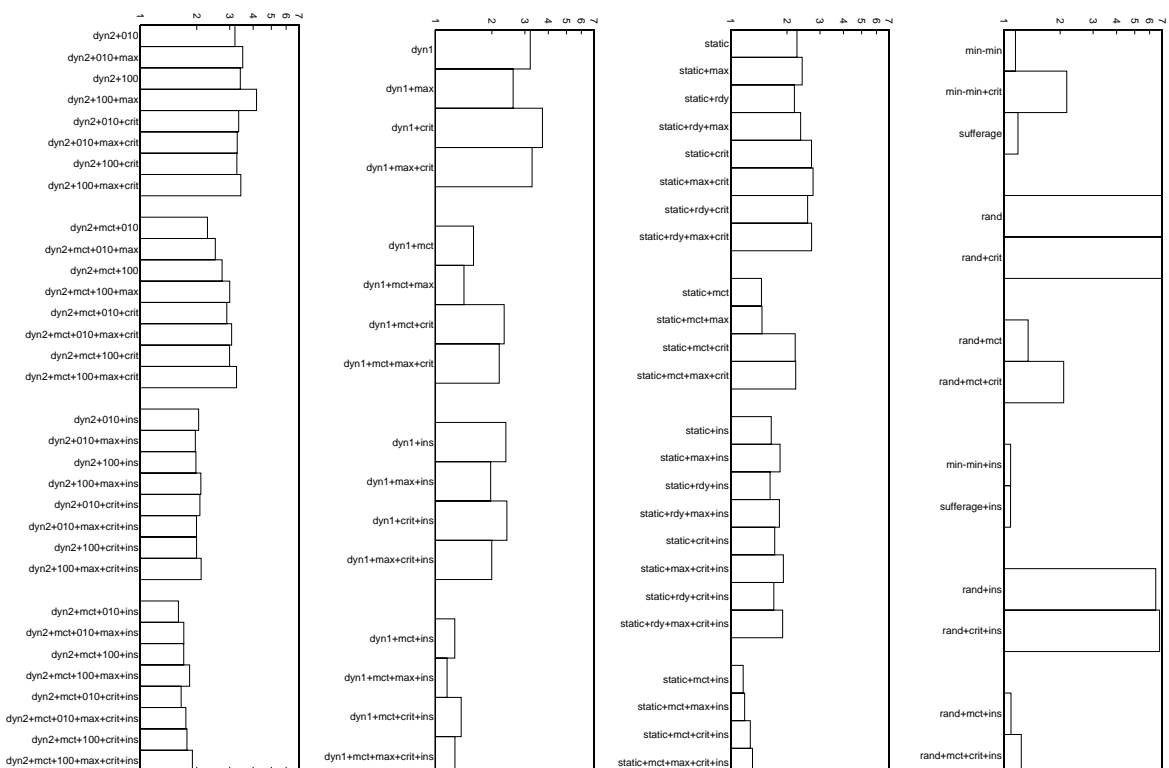 1 2 3 4 5 6 7
dyn2+010
dyn2+010+max
dyn2+100
dyn2+100+max
dyn2+010+crit
dyn2+010+max+crit
dyn2+100+crit
dyn2+100+max+crit
dyn2+mct+010
dyn2+mct+010+max
dyn2+mct+100
dyn2+mct+100+max
dyn2+mct+010+crit
dyn2+mct+010+max+crit
dyn2+mct+100+crit
dyn2+mct+100+max+crit
dyn2+010+ins
dyn2+010+max+ins
dyn2+100+ins
dyn2+100+max+ins
dyn2+010+crit+ins
dyn2+010+max+crit+ins
dyn2+100+crit+ins
dyn2+100+max+crit+ins
dyn2+mct+010+ins
dyn2+mct+010+max+ins
dyn2+mct+100+ins
dyn2+mct+100+max+ins
dyn2+mct+010+crit+ins
dyn2+mct+010+max+crit+ins
dyn2+mct+100+crit+ins
dyn2+mct+100+max+crit+ins
1 2 3 4 5 6 7
dyn1
dyn1+max
dyn1+crit
dyn1+max+crit
dyn1+mct
dyn1+mct+max
dyn1+mct+crit
dyn1+mct+max+crit
dyn1+ins
dyn1+max+ins
dyn1+crit+ins
dyn1+max+crit+ins
dyn1+mct+ins
dyn1+mct+max+ins
dyn1+mct+crit+ins
dyn1+mct+max+crit+ins
1 2 3 4 5 6 7
static
static+max
static+rdy
static+rdy+max
static+crit
static+max+crit
static+rdy+crit
static+rdy+max+crit
static+mct
static+mct+max
static+mct+crit
static+mct+max+crit
static+ins
static+max+ins
static+rdy+ins
static+rdy+max+ins
static+crit+ins
static+max+crit+ins
static+rdy+crit+ins
static+rdy+max+crit+ins
static+mct+ins
static+mct+max+ins
static+mct+crit+ins
static+mct+max+crit+ins
1 2 3 4 5 6 7
min-min
min-min+crit
sufferage
rand
rand+crit
rand+mct
rand+mct+crit
min-min+ins
sufferage+ins
rand+ins
rand+crit+ins
rand+mct+ins
rand+mct+crit+ins